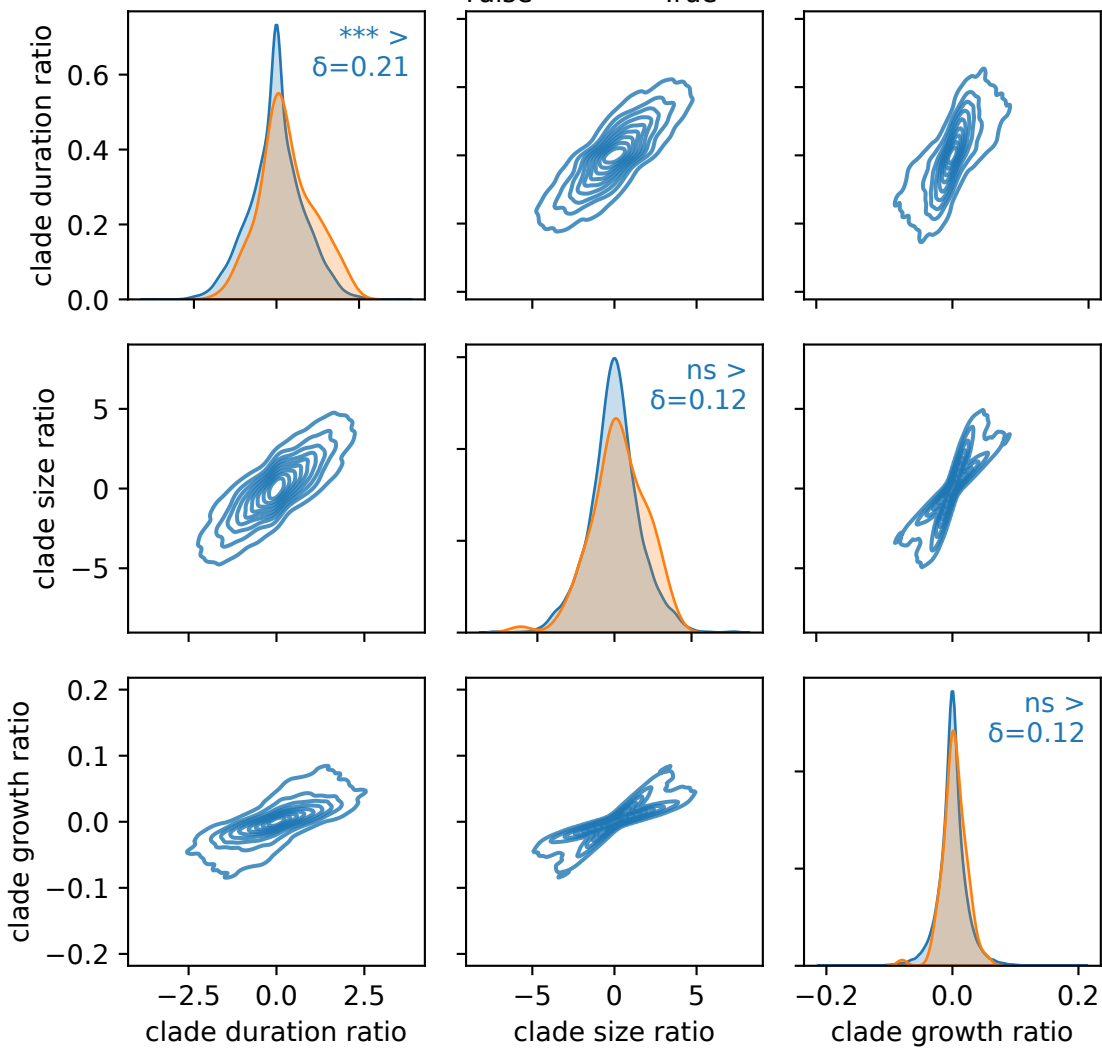 False True
clade duration ratio
0.6
0.4
0.2
0.0
*** >
δ=0.21
clade size ratio
5
0
−5
ns >
δ=0.12
clade growth ratio
0.2
0.1
0.0
−0.1
−0.2
ns >
δ=0.12
−2.5 0.0 2.5
−5 0 5
−0.2 0.0 0.2
clade duration ratio
clade size ratio
clade growth ratio